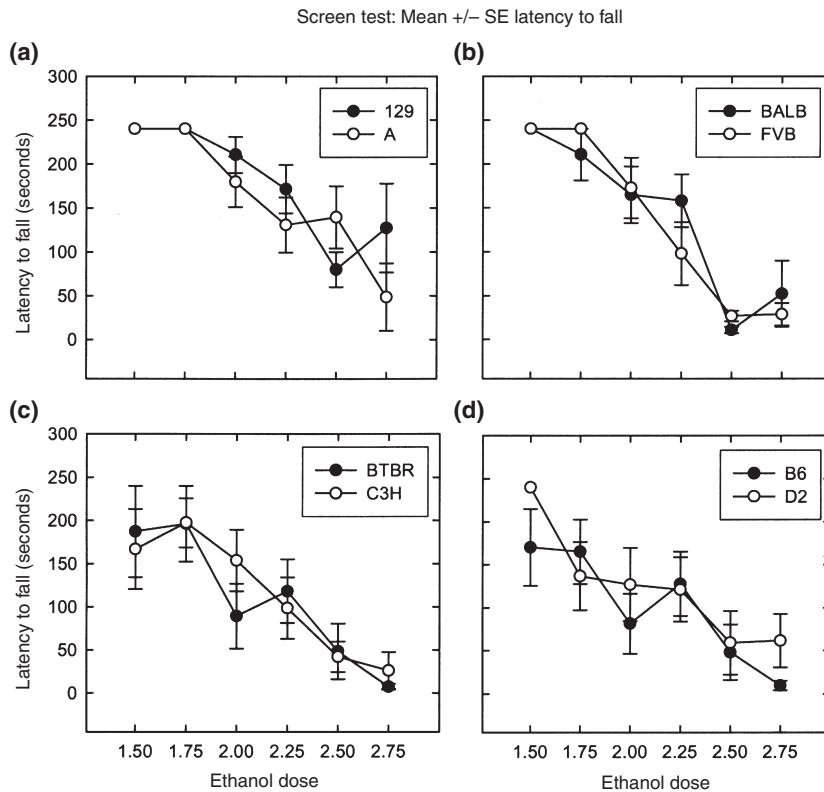 Screen test: Mean +/– SE latency to fall
(a)
300
250
200
150
100
50
0
Latency to fall (seconds)
129
A
(b)
BALB
FVB
(c)
300
250
200
150
100
50
0
Latency to fall (seconds)
BTBR
C3H
1.50 1.75 2.00 2.25 2.50 2.75
Ethanol dose
(d)
B6
D2
1.50 1.75 2.00 2.25 2.50 2.75
Ethanol dose